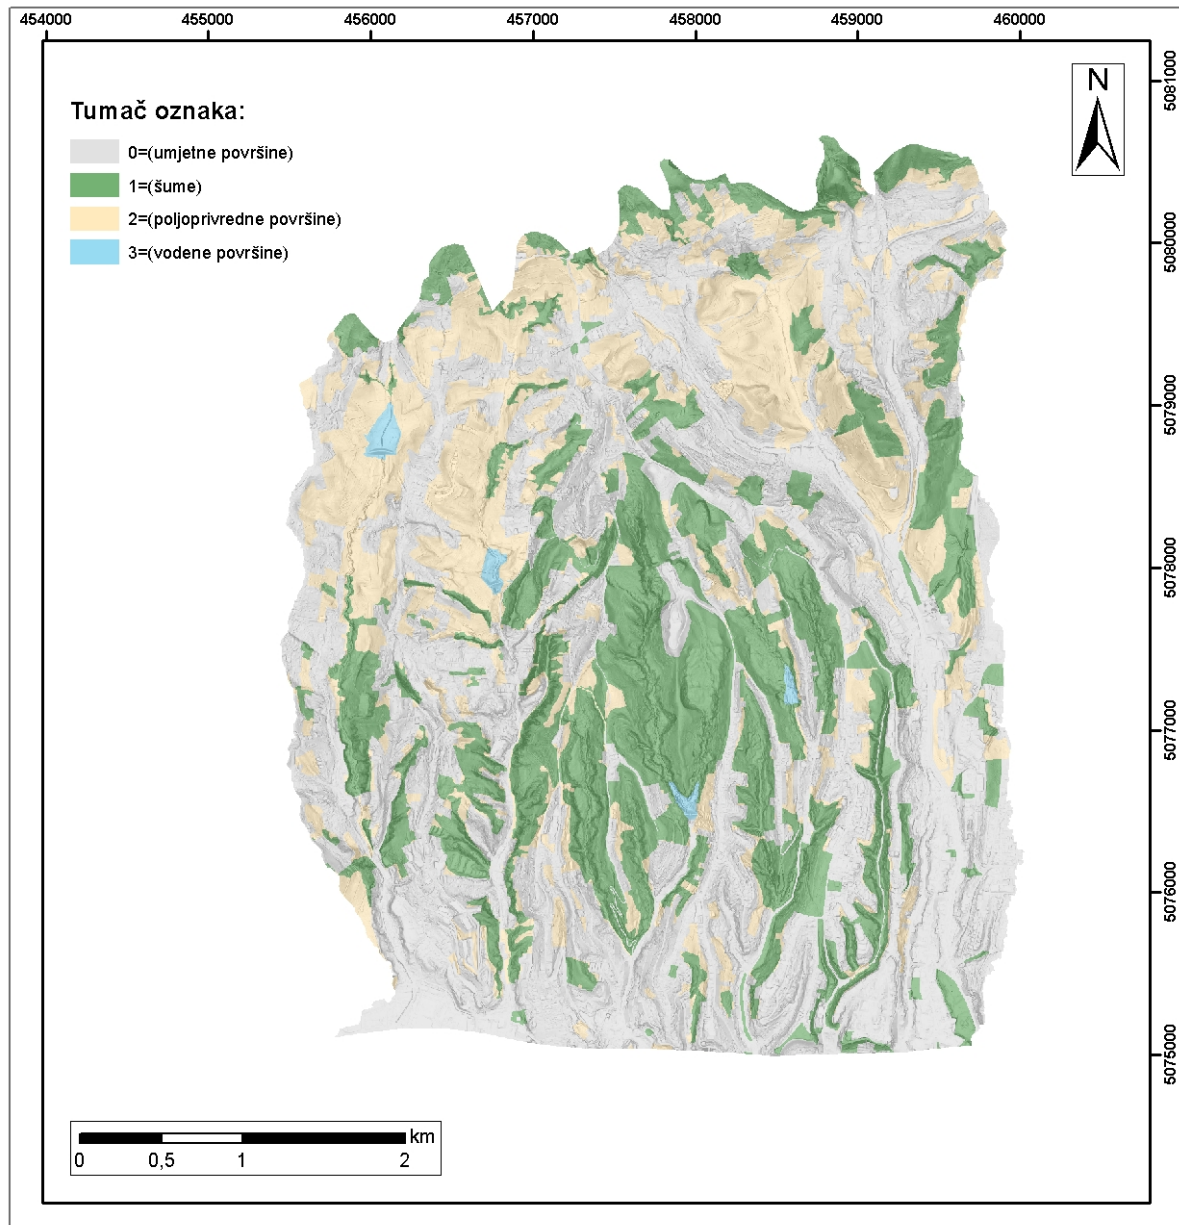 454000 455000 456000 457000 458000 459000 460000
N
Tumač oznaka:
0=(umjetne površine)
1=(šume)
2=(poljoprivredne površine)
3=(vodene površine)
5081000
5080000
5079000
5078000
5077000
5076000
5075000
km
0 0,5 1 2